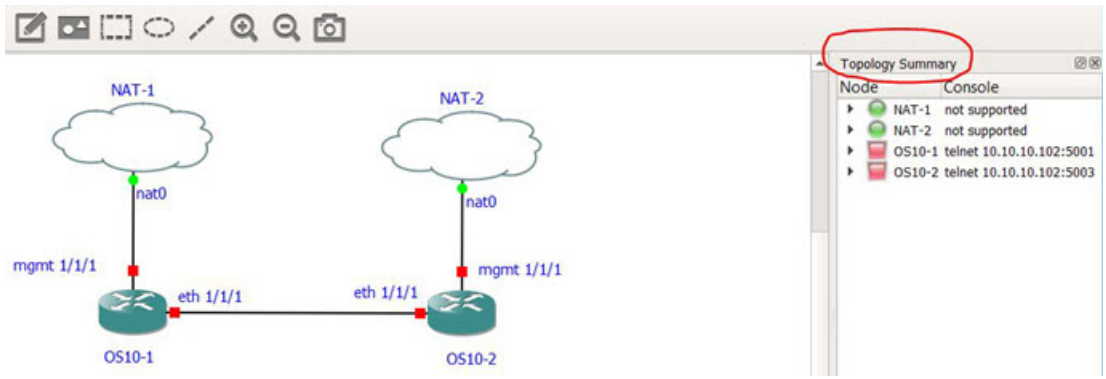 Topology Summary
Node Console
NAT-1 not supported
NAT-2 not supported
OS10-1 telnet 10.10.10.102:5001
OS10-2 telnet 10.10.10.102:5003
NAT-1
NAT-2
nat0
nat0
mgmt 1/1/1
mgmt 1/1/1
eth 1/1/1
eth 1/1/1
OS10-1
OS10-2